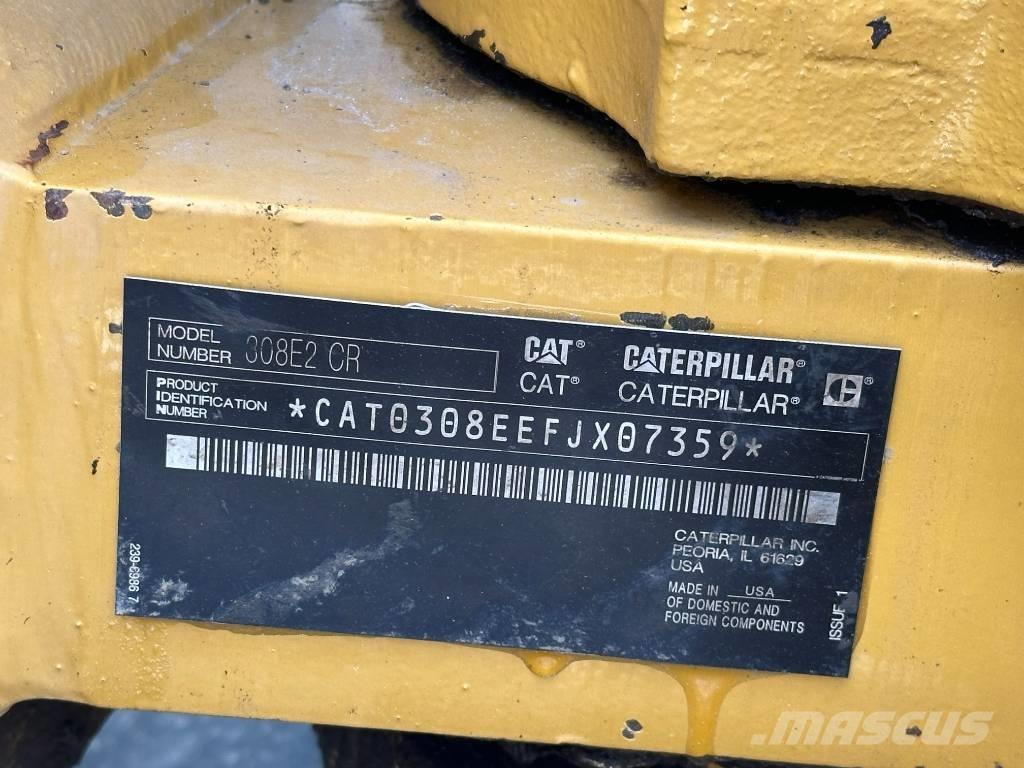 MODEL
NUMBER 308E2 CR
CAT® CATERPILLAR®
CAT® CATERPILLAR®
PRODUCT
IDENTIFICATION
NUMBER *CAT0308EEFJX07359*
CATERPILLAR INC.
PEORIA, IL 61629
USA
MADE IN USA
OF DOMESTIC AND
FOREIGN COMPONENTS
239-6986 7
ISSUE 1
MASCUS